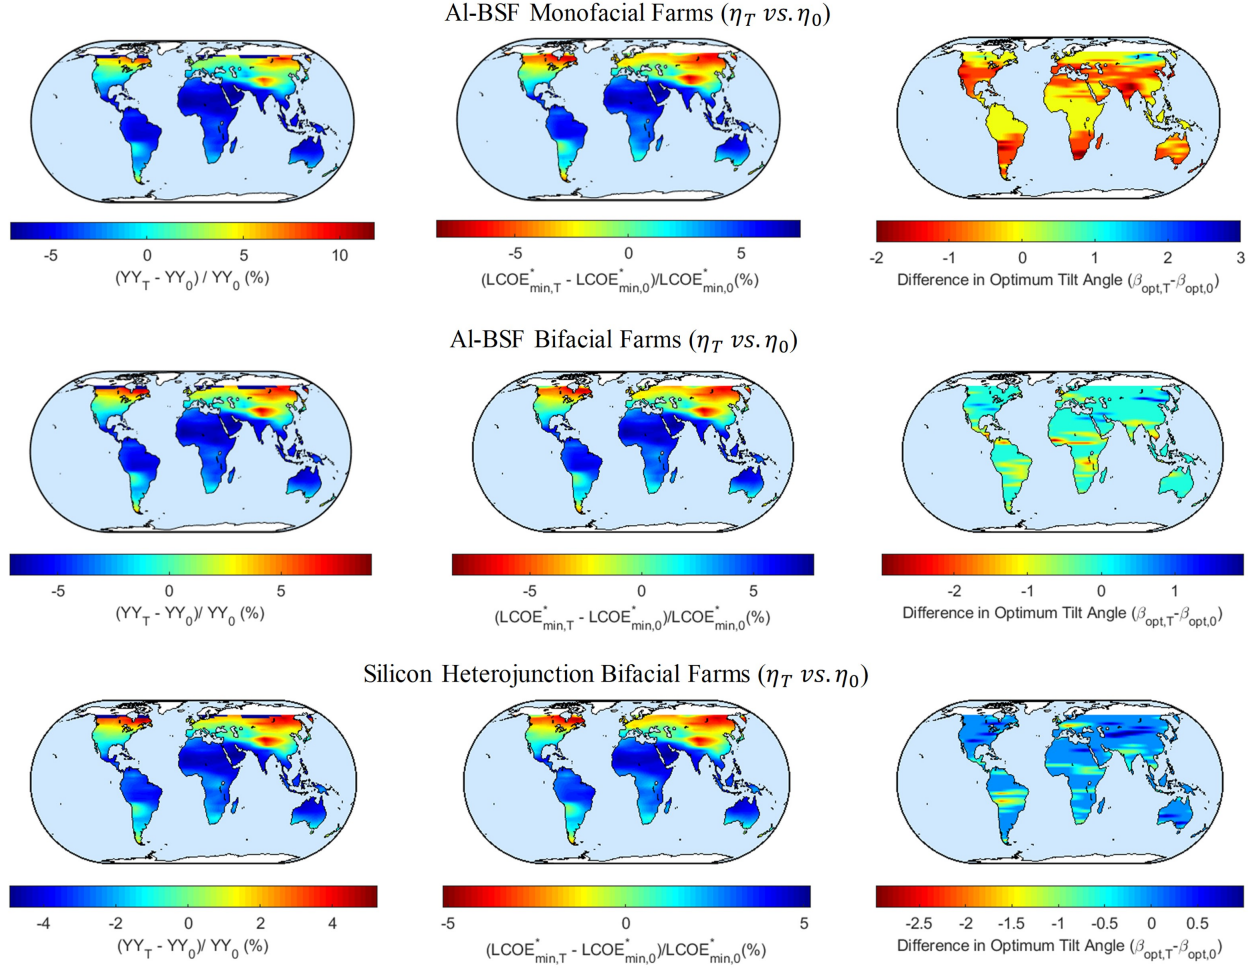 Al-BSF Monofacial Farms (η_T vs. η_0)
-5 0 5 10
(YY_T - YY_0) / YY_0 (%)
-5 0 5
(LCOE*_min,T - LCOE*_min,0)/LCOE*_min,0(%)
-2 -1 0 1 2 3
Difference in Optimum Tilt Angle (β_opt,T-β_opt,0)
Al-BSF Bifacial Farms (η_T vs. η_0)
-5 0 5
(YY_T - YY_0)/ YY_0 (%)
-5 0 5
(LCOE*_min,T - LCOE*_min,0)/LCOE*_min,0(%)
-2 -1 0 1
Difference in Optimum Tilt Angle (β_opt,T-β_opt,0)
Silicon Heterojunction Bifacial Farms (η_T vs. η_0)
-4 -2 0 2 4
(YY_T - YY_0)/ YY_0 (%)
-5 0 5
(LCOE*_min,T - LCOE*_min,0)/LCOE*_min,0(%)
-2.5 -2 -1.5 -1 -0.5 0 0.5
Difference in Optimum Tilt Angle (β_opt,T-β_opt,0)